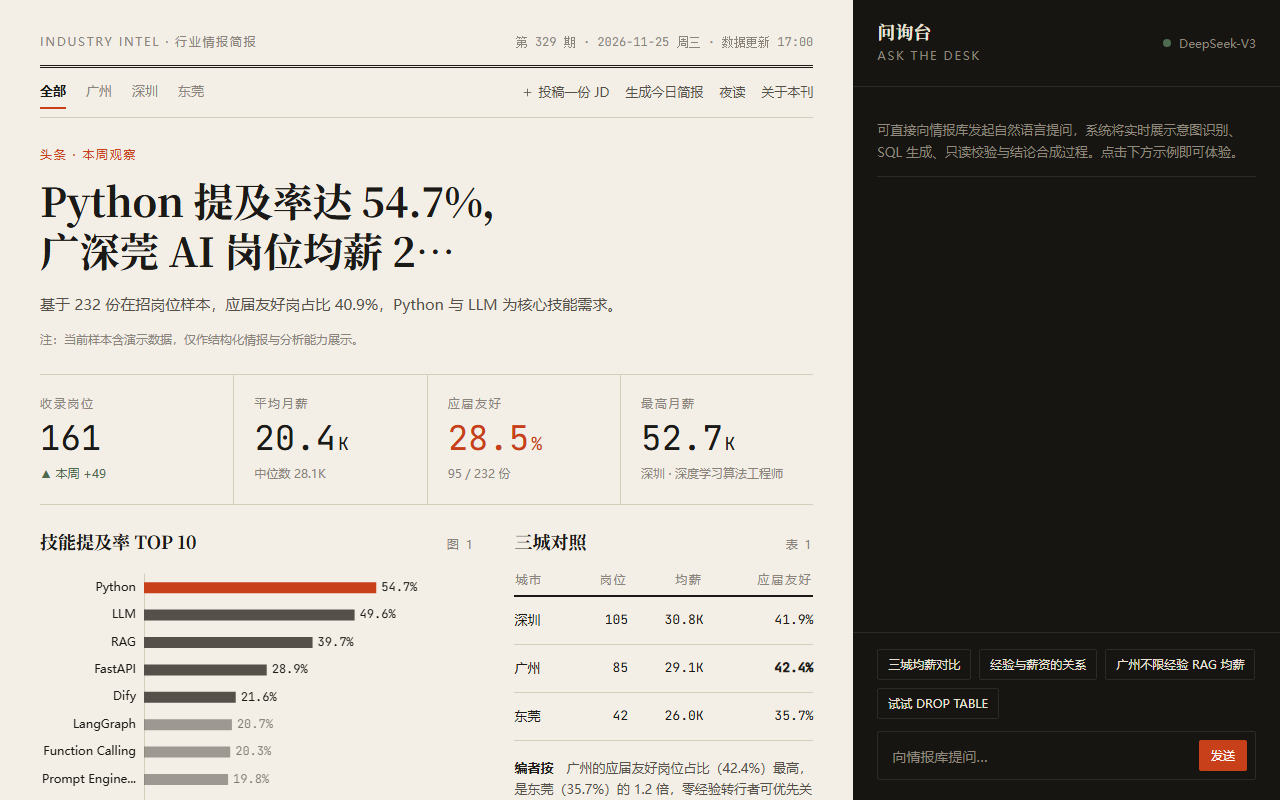 INDUSTRY INTEL · 行业情报简报
第 329 期 · 2026-11-25 周三 · 数据更新 17:00
全部 广州 深圳 东莞
+ 投稿一份 JD 生成今日简报 夜读 关于本刊
头条 · 本周观察
Python 提及率达 54.7%,
广深莞 AI 岗位均薪 2…
基于 232 份在招岗位样本，应届友好岗占比 40.9%，Python 与 LLM 为核心技能需求。
注：当前样本含演示数据，仅作结构化情报与分析能力展示。
收录岗位
161
▲ 本周 +49
平均月薪
20.4K
中位数 28.1K
应届友好
28.5%
95 / 232 份
最高月薪
52.7K
深圳 · 深度学习算法工程师
技能提及率 TOP 10 图 1
Python 54.7%
LLM 49.6%
RAG 39.7%
FastAPI 28.9%
Dify 21.6%
LangGraph 20.7%
Function Calling 20.3%
Prompt Engine... 19.8%
三城对照 表 1
城市 岗位 均薪 应届友好
深圳 105 30.8K 41.9%
广州 85 29.1K 42.4%
东莞 42 26.0K 35.7%
编者按 广州的应届友好岗位占比（42.4%）最高，
是东莞（35.7%）的 1.2 倍，零经验转行者可优先关
问询台
ASK THE DESK
DeepSeek-V3
可直接向情报库发起自然语言提问，系统将实时展示意图识别、
SQL 生成、只读校验与结论合成过程。点击下方示例即可体验。
三城均薪对比 经验与薪资的关系 广州不限经验 RAG 均薪
试试 DROP TABLE
向情报库提问...
发送